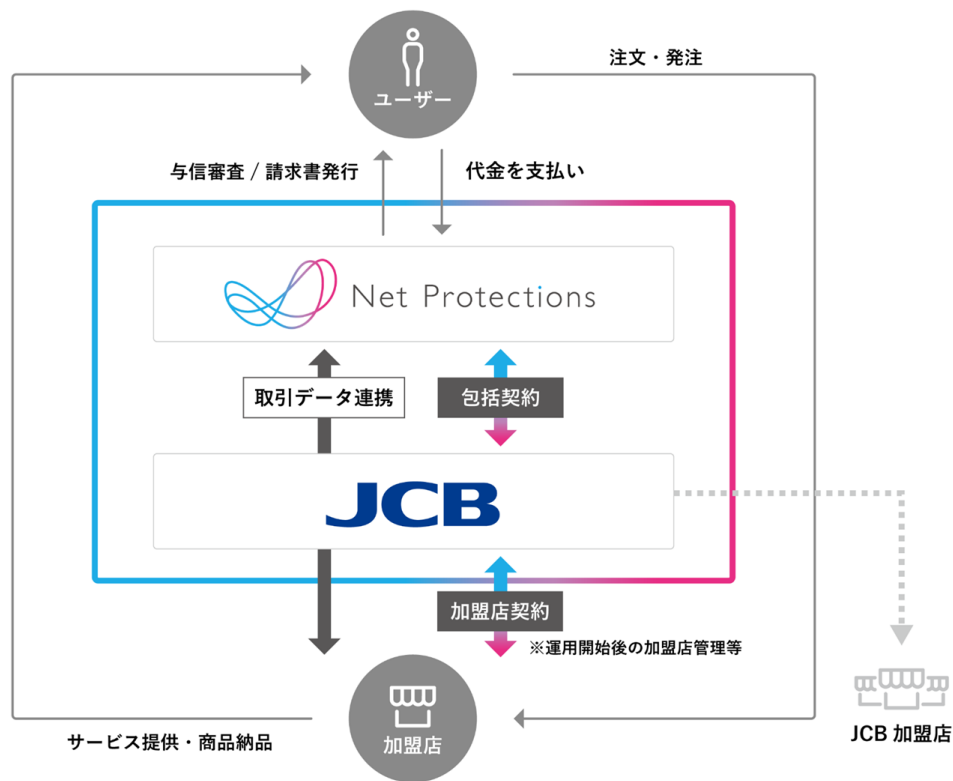 注文・発注
ユーザー
与信審査 / 請求書発行
代金を支払い
Net Protections
取引データ連携
包括契約
JCB
加盟店契約
※運用開始後の加盟店管理等
JCB 加盟店
サービス提供・商品納品
加盟店